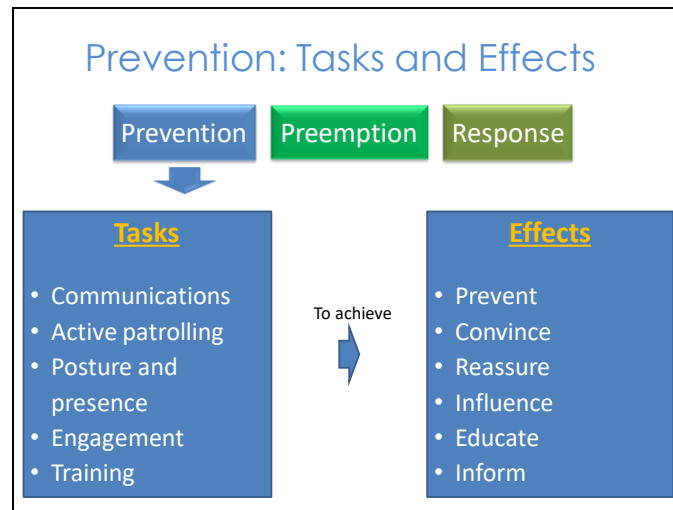 Prevention: Tasks and Effects
Prevention Preemption Response
Tasks
• Communications
• Active patrolling
• Posture and
presence
• Engagement
• Training
To achieve
Effects
• Prevent
• Convince
• Reassure
• Influence
• Educate
• Inform